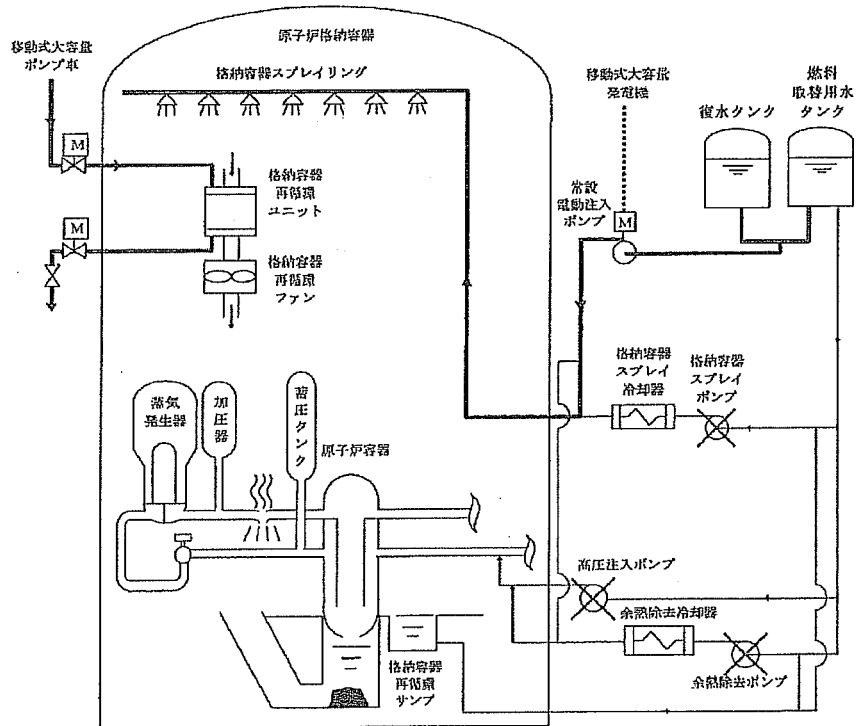 原子炉格納容器
移動式大容量
ポンプ車
格納容器スプレイリング
移動式大容量
発電機
燃料
取替用水
タンク
復水タンク
M
格納容器
再循環
ユニット
常設
電動注入
ポンプ
M
M
格納容器
再循環
ファン
格納容器
スプレイ
冷却器
格納容器
スプレイ
ポンプ
蒸気
発生器
加圧器
蓄圧タンク
原子炉容器
高圧注入ポンプ
余熱除去冷却器
格納容器
再循環
サンプ
余熱除去ポンプ